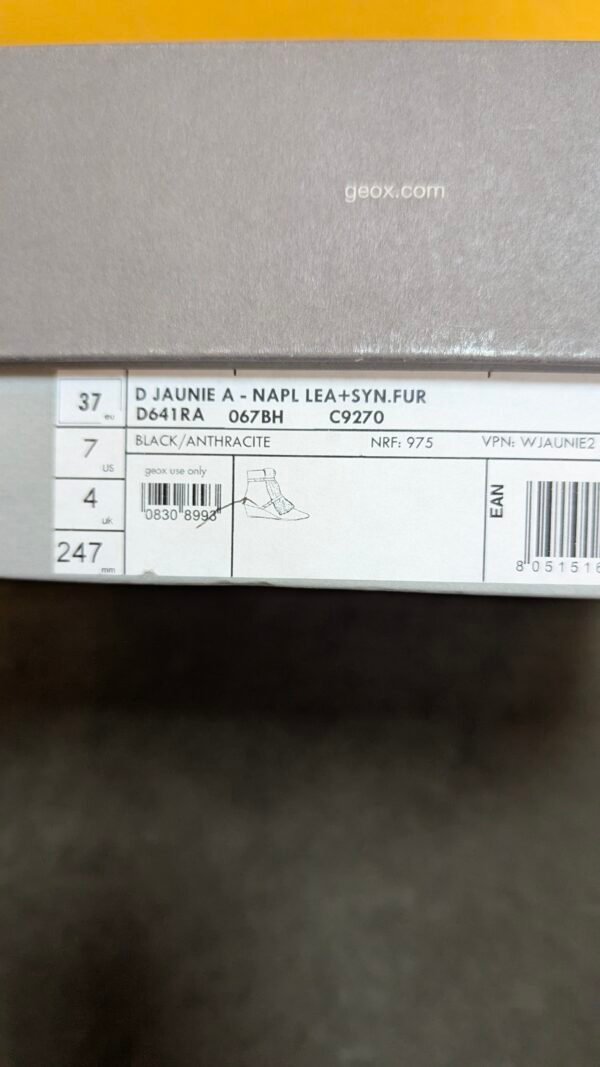 geox.com
37 eu
D JAUNIE A - NAPL LEA+SYN.FUR
D641RA 067BH C9270
7 US
BLACK/ANTHRACITE NRF: 975 VPN: WJAUNIE2
geox use only
4 uk
0830 8993
EAN
247 mm
8 051516